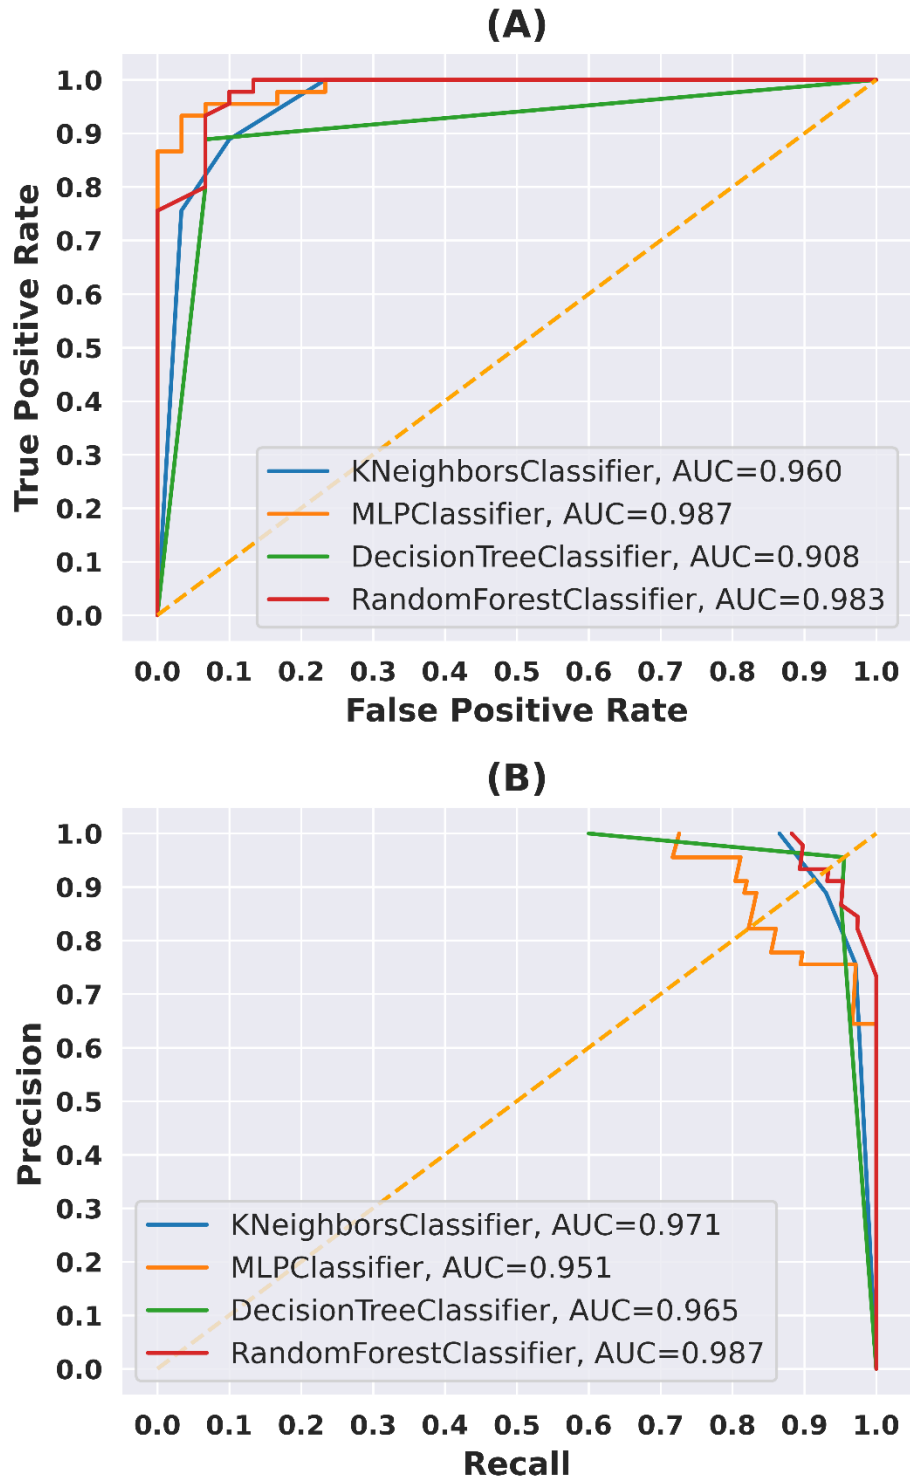 (A)
True Positive Rate
1.0
0.9
0.8
0.7
0.6
0.5
0.4
0.3
0.2
0.1
0.0
KNeighborsClassifier, AUC=0.960
MLPClassifier, AUC=0.987
DecisionTreeClassifier, AUC=0.908
RandomForestClassifier, AUC=0.983
0.0 0.1 0.2 0.3 0.4 0.5 0.6 0.7 0.8 0.9 1.0
False Positive Rate
(B)
Precision
1.0
0.9
0.8
0.7
0.6
0.5
0.4
0.3
0.2
0.1
0.0
KNeighborsClassifier, AUC=0.971
MLPClassifier, AUC=0.951
DecisionTreeClassifier, AUC=0.965
RandomForestClassifier, AUC=0.987
0.0 0.1 0.2 0.3 0.4 0.5 0.6 0.7 0.8 0.9 1.0
Recall